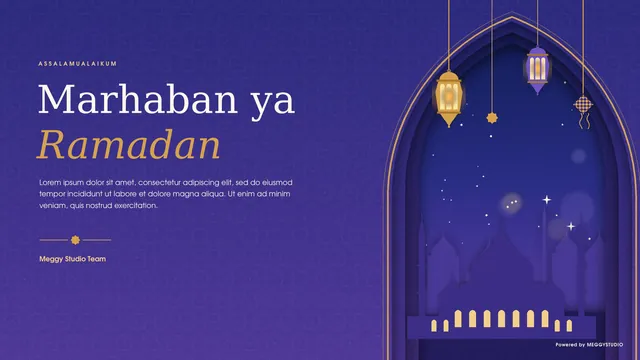 ASSALAMUALAIKUM
Marhaban ya
Ramadan
Lorem ipsum dolor sit amet, consectetur adipiscing elit, sed do eiusmod
tempor incididunt ut labore et dolore magna aliqua. Ut enim ad minim
veniam, quis nostrud exercitation.
Meggy Studio Team
Powered by MEGGYSTUDIO